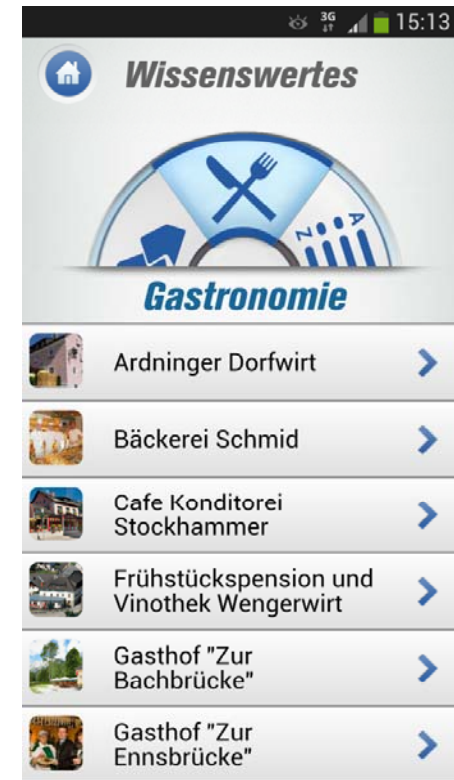 3G 15:13
Wissenswertes
A
Z
Gastronomie
Ardninger Dorfwirt
Bäckerei Schmid
Cafe Konditorei
Stockhammer
Frühstückspension und
Vinothek Wengerwirt
Gasthof "Zur
Bachbrücke"
Gasthof "Zur
Ennsbrücke"